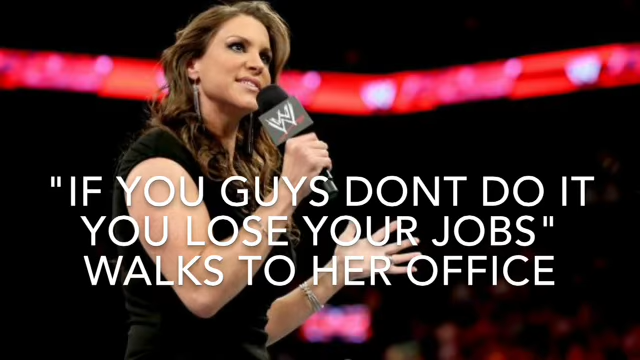 "IF YOU GUYS DONT DO IT
YOU LOSE YOUR JOBS"
WALKS TO HER OFFICE
W